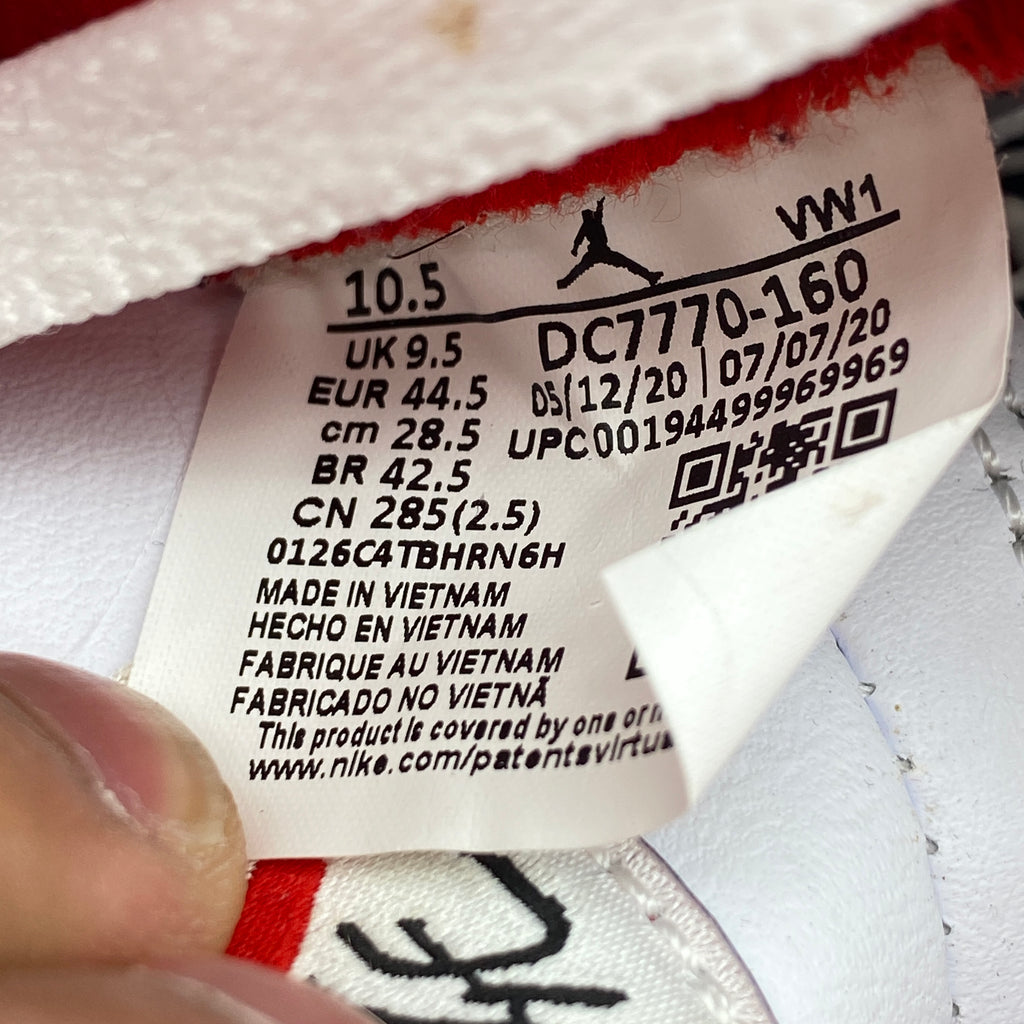 10.5
VW1
UK 9.5
EUR 44.5
cm 28.5
BR 42.5
CN 285(2.5)
DC7770-160
05/12/20 | 07/07/20
UPC00194499969969
0126C4TBHRN6H
MADE IN VIETNAM
HECHO EN VIETNAM
FABRIQUE AU VIETNAM
FABRICADO NO VIETNÃ
This product is covered by one or
www.nike.com/patentsvirtua